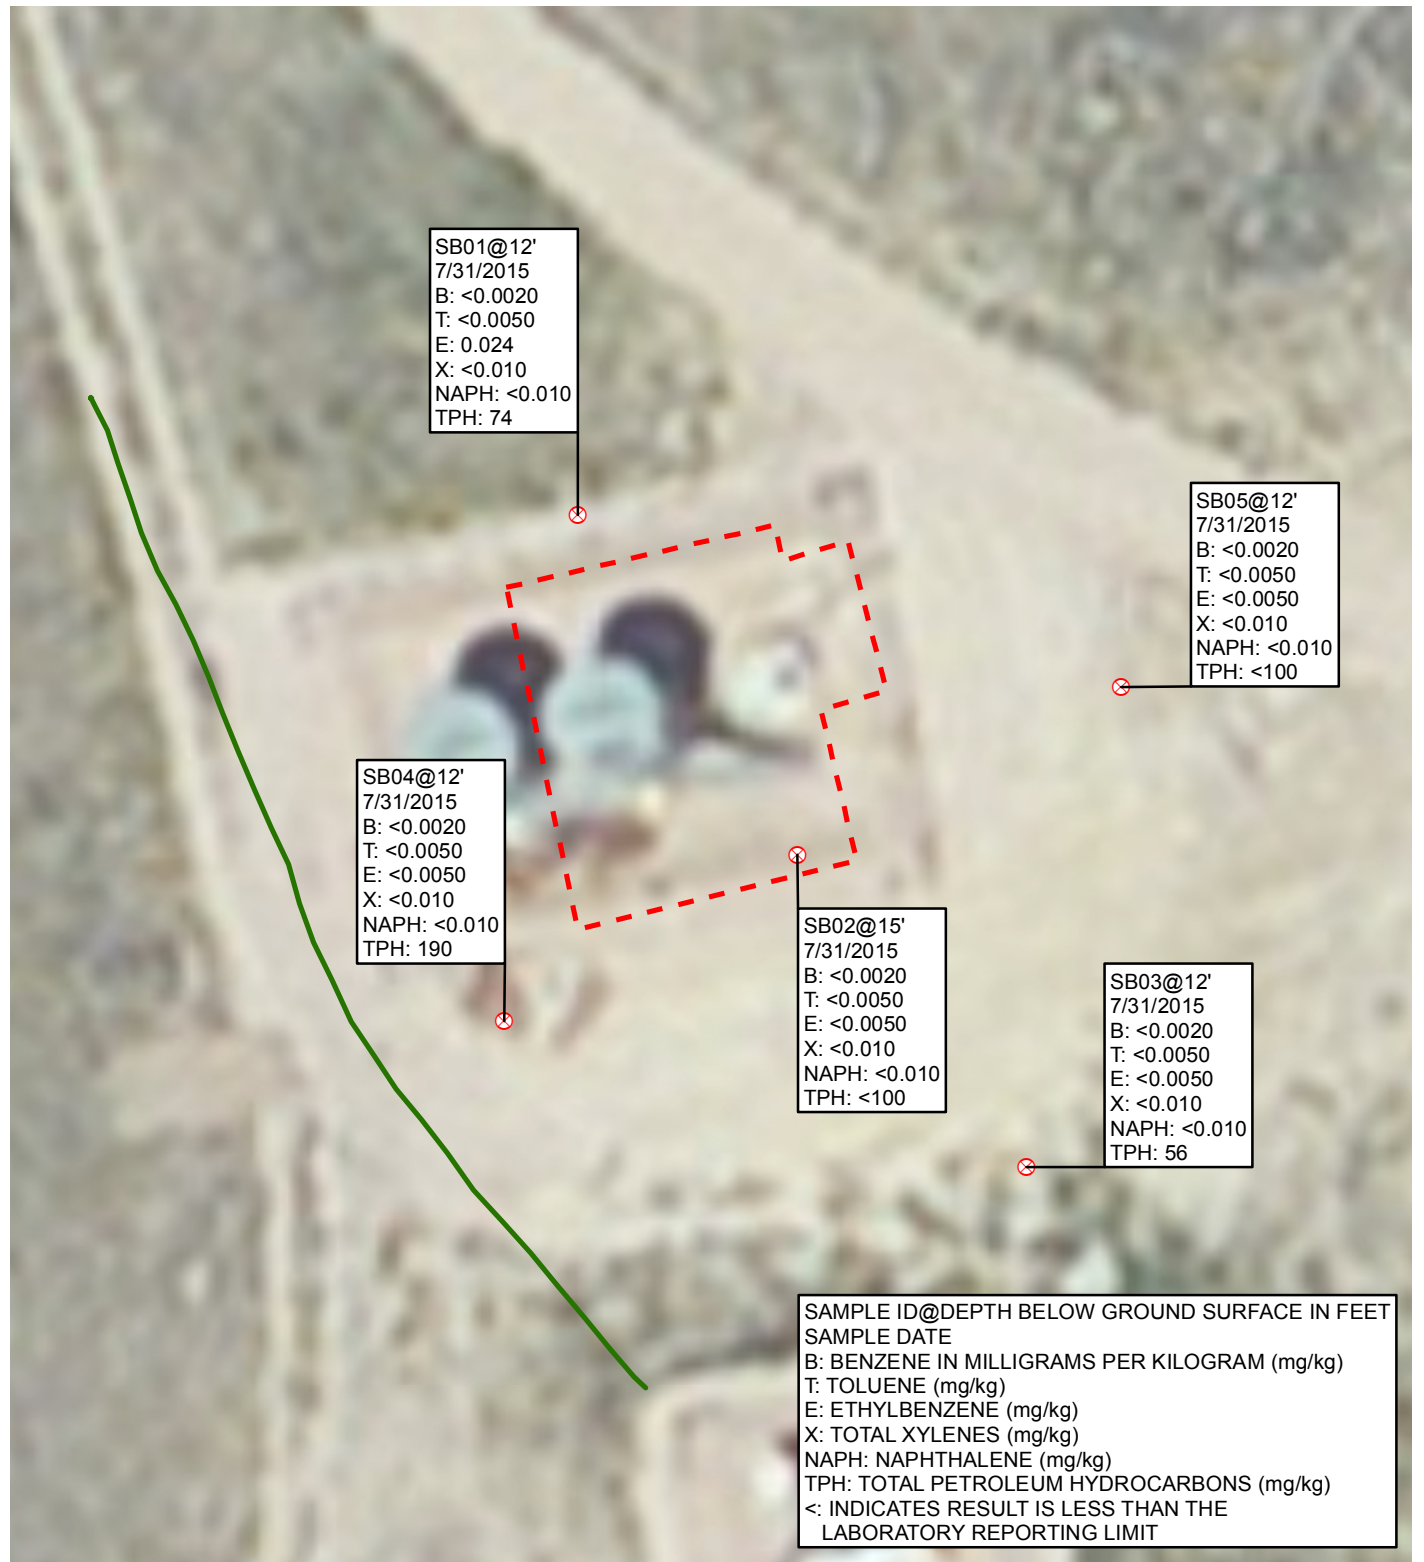 SB01@12'
7/31/2015
B: <0.0020
T: <0.0050
E: 0.024
X: <0.010
NAPH: <0.010
TPH: 74
SB05@12'
7/31/2015
B: <0.0020
T: <0.0050
E: <0.0050
X: <0.010
NAPH: <0.010
TPH: <100
SB04@12'
7/31/2015
B: <0.0020
T: <0.0050
E: <0.0050
X: <0.010
NAPH: <0.010
TPH: 190
SB02@15'
7/31/2015
B: <0.0020
T: <0.0050
E: <0.0050
X: <0.010
NAPH: <0.010
TPH: <100
SB03@12'
7/31/2015
B: <0.0020
T: <0.0050
E: <0.0050
X: <0.010
NAPH: <0.010
TPH: 56
SAMPLE ID@DEPTH BELOW GROUND SURFACE IN FEET
SAMPLE DATE
B: BENZENE IN MILLIGRAMS PER KILOGRAM (mg/kg)
T: TOLUENE (mg/kg)
E: ETHYLBENZENE (mg/kg)
X: TOTAL XYLENES (mg/kg)
NAPH: NAPHTHALENE (mg/kg)
TPH: TOTAL PETROLEUM HYDROCARBONS (mg/kg)
<: INDICATES RESULT IS LESS THAN THE
LABORATORY REPORTING LIMIT